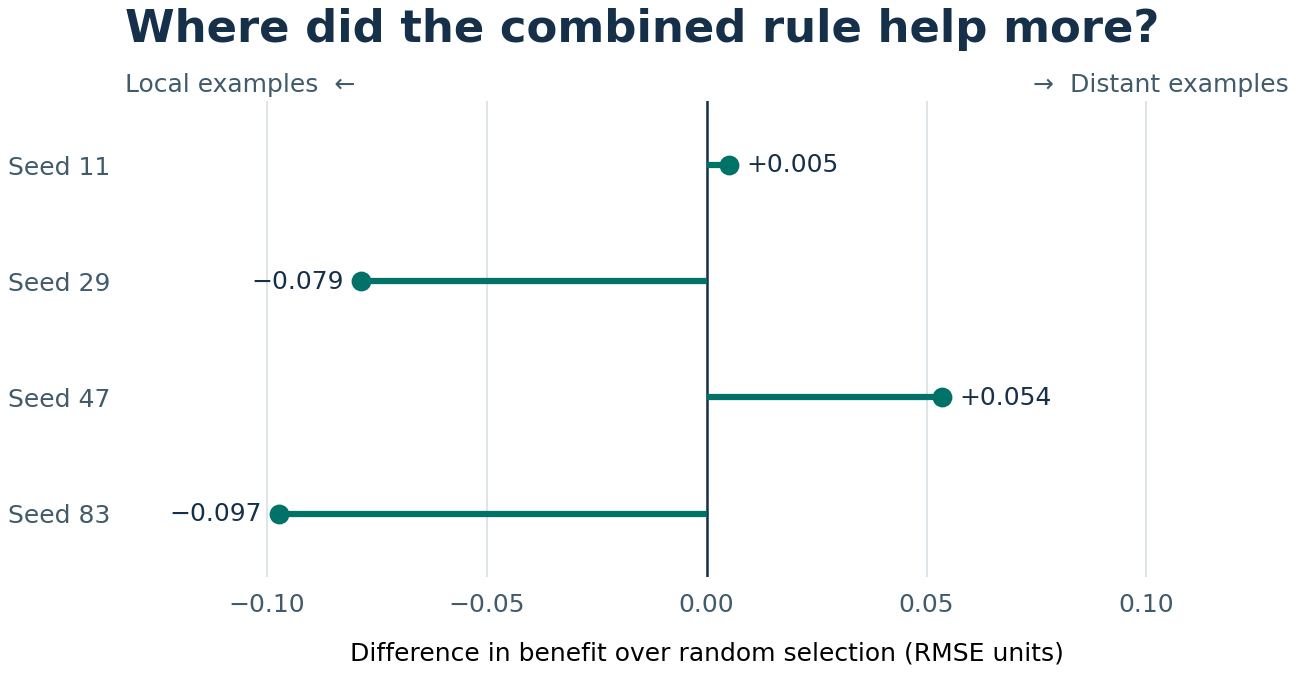 Where did the combined rule help more?
Local examples ←
→ Distant examples
Seed 11
+0.005
Seed 29
−0.079
Seed 47
+0.054
Seed 83
−0.097
−0.10
−0.05
0.00
0.05
0.10
Difference in benefit over random selection (RMSE units)